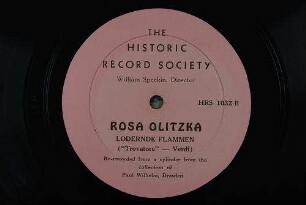 THE
HISTORIC
RECORD SOCIETY
William Speckin, Director
HRS 1032 B
ROSA OLITZKA
LODERNDE FLAMMEN
("Trovatore" — Verdi)
Re-recorded from a cylinder from the
collection of
Paul Wilhelm, Dresden